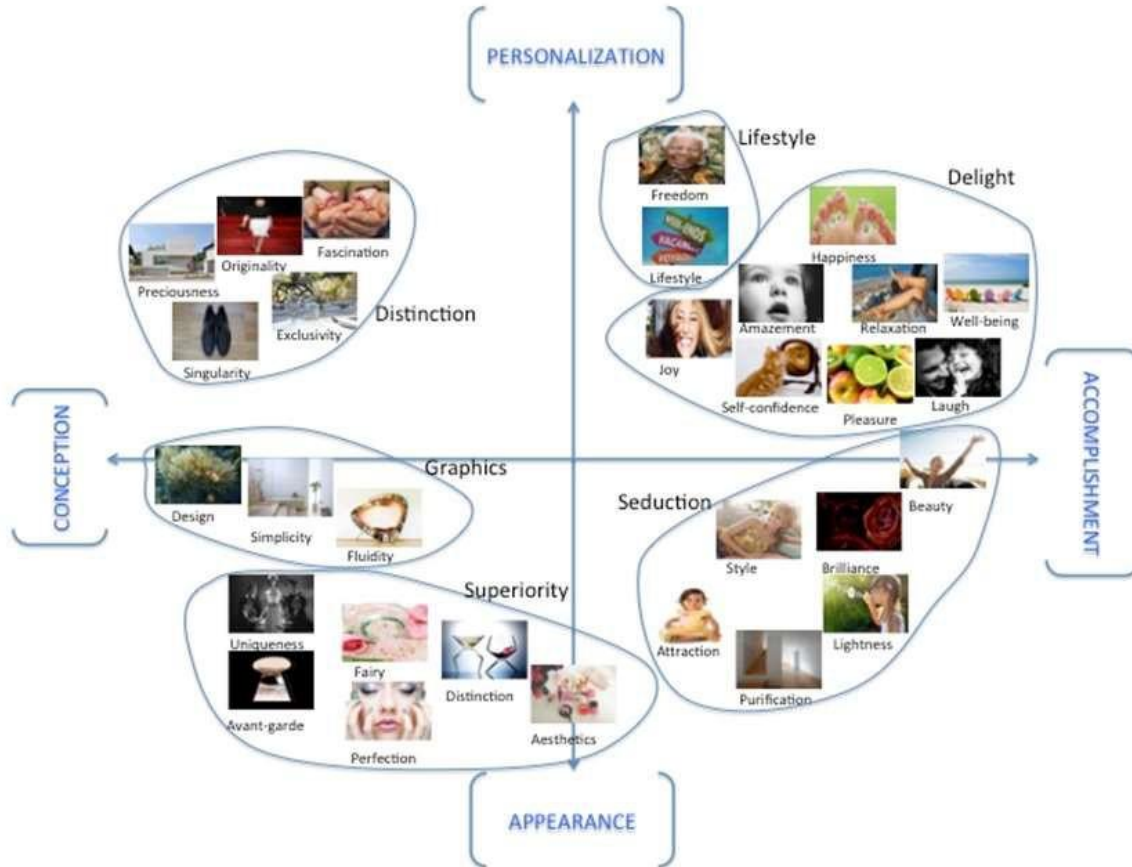 PERSONALIZATION
Lifestyle
Freedom
Delight
Lifestyle
Happiness
Fascination
Originality
Preciousness
Exclusivity
Distinction
Singularity
Amazement
Relaxation
Well-being
Joy
Self-confidence
Pleasure
Laugh
CONCEPTION
ACCOMPLISHMENT
Graphics
Design
Simplicity
Fluidity
Seduction
Beauty
Style
Brilliance
Attraction
Lightness
Purification
Superiority
Uniqueness
Fairy
Distinction
Avant-garde
Perfection
Aesthetics
APPEARANCE